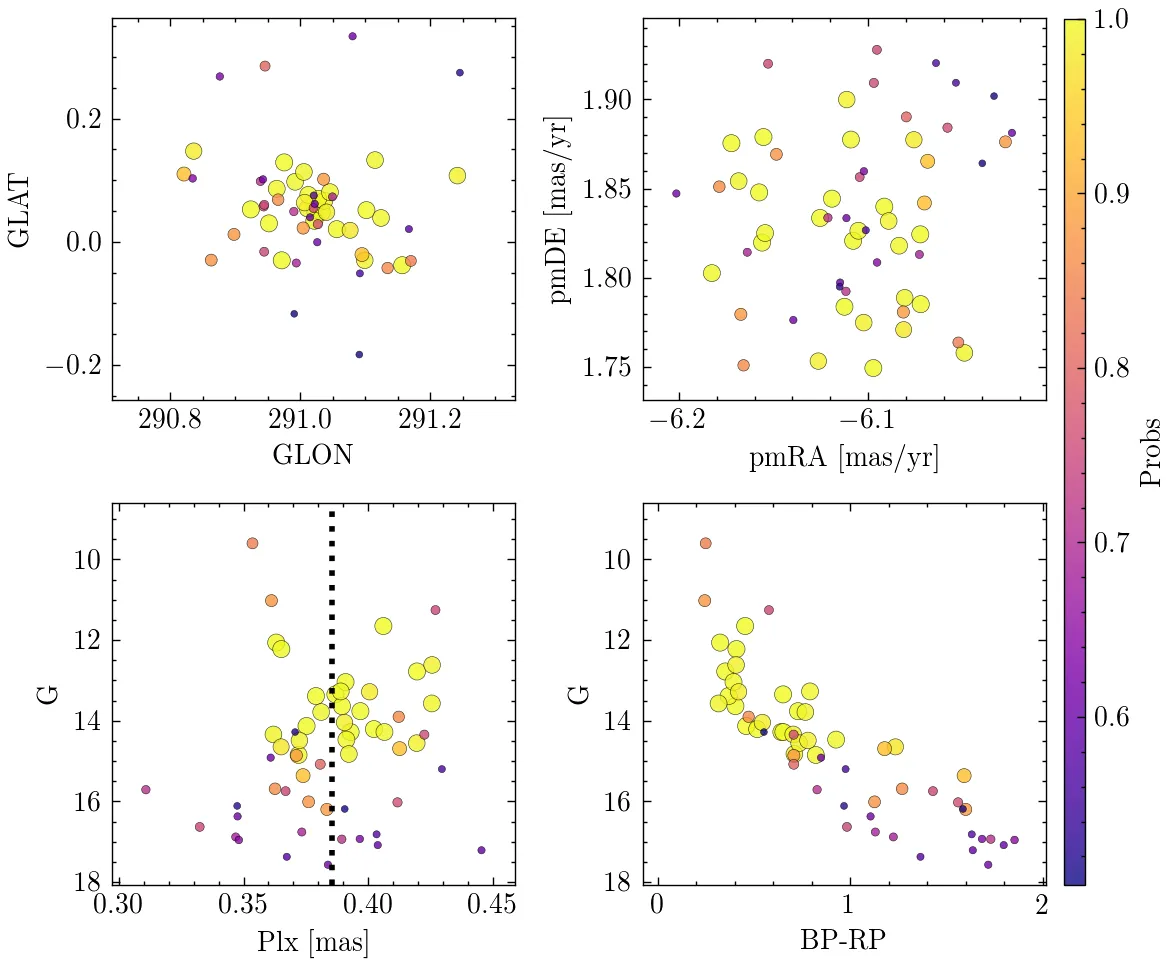 0.2
0.0
−0.2
GLAT
290.8 291.0 291.2
GLON
1.90
1.85
1.80
1.75
pmDE [mas/yr]
−6.2 −6.1
pmRA [mas/yr]
1.0
0.9
0.8
0.7
0.6
Probs
10
12
14
16
18
G
0.30 0.35 0.40 0.45
Plx [mas]
10
12
14
16
18
G
0 1 2
BP-RP